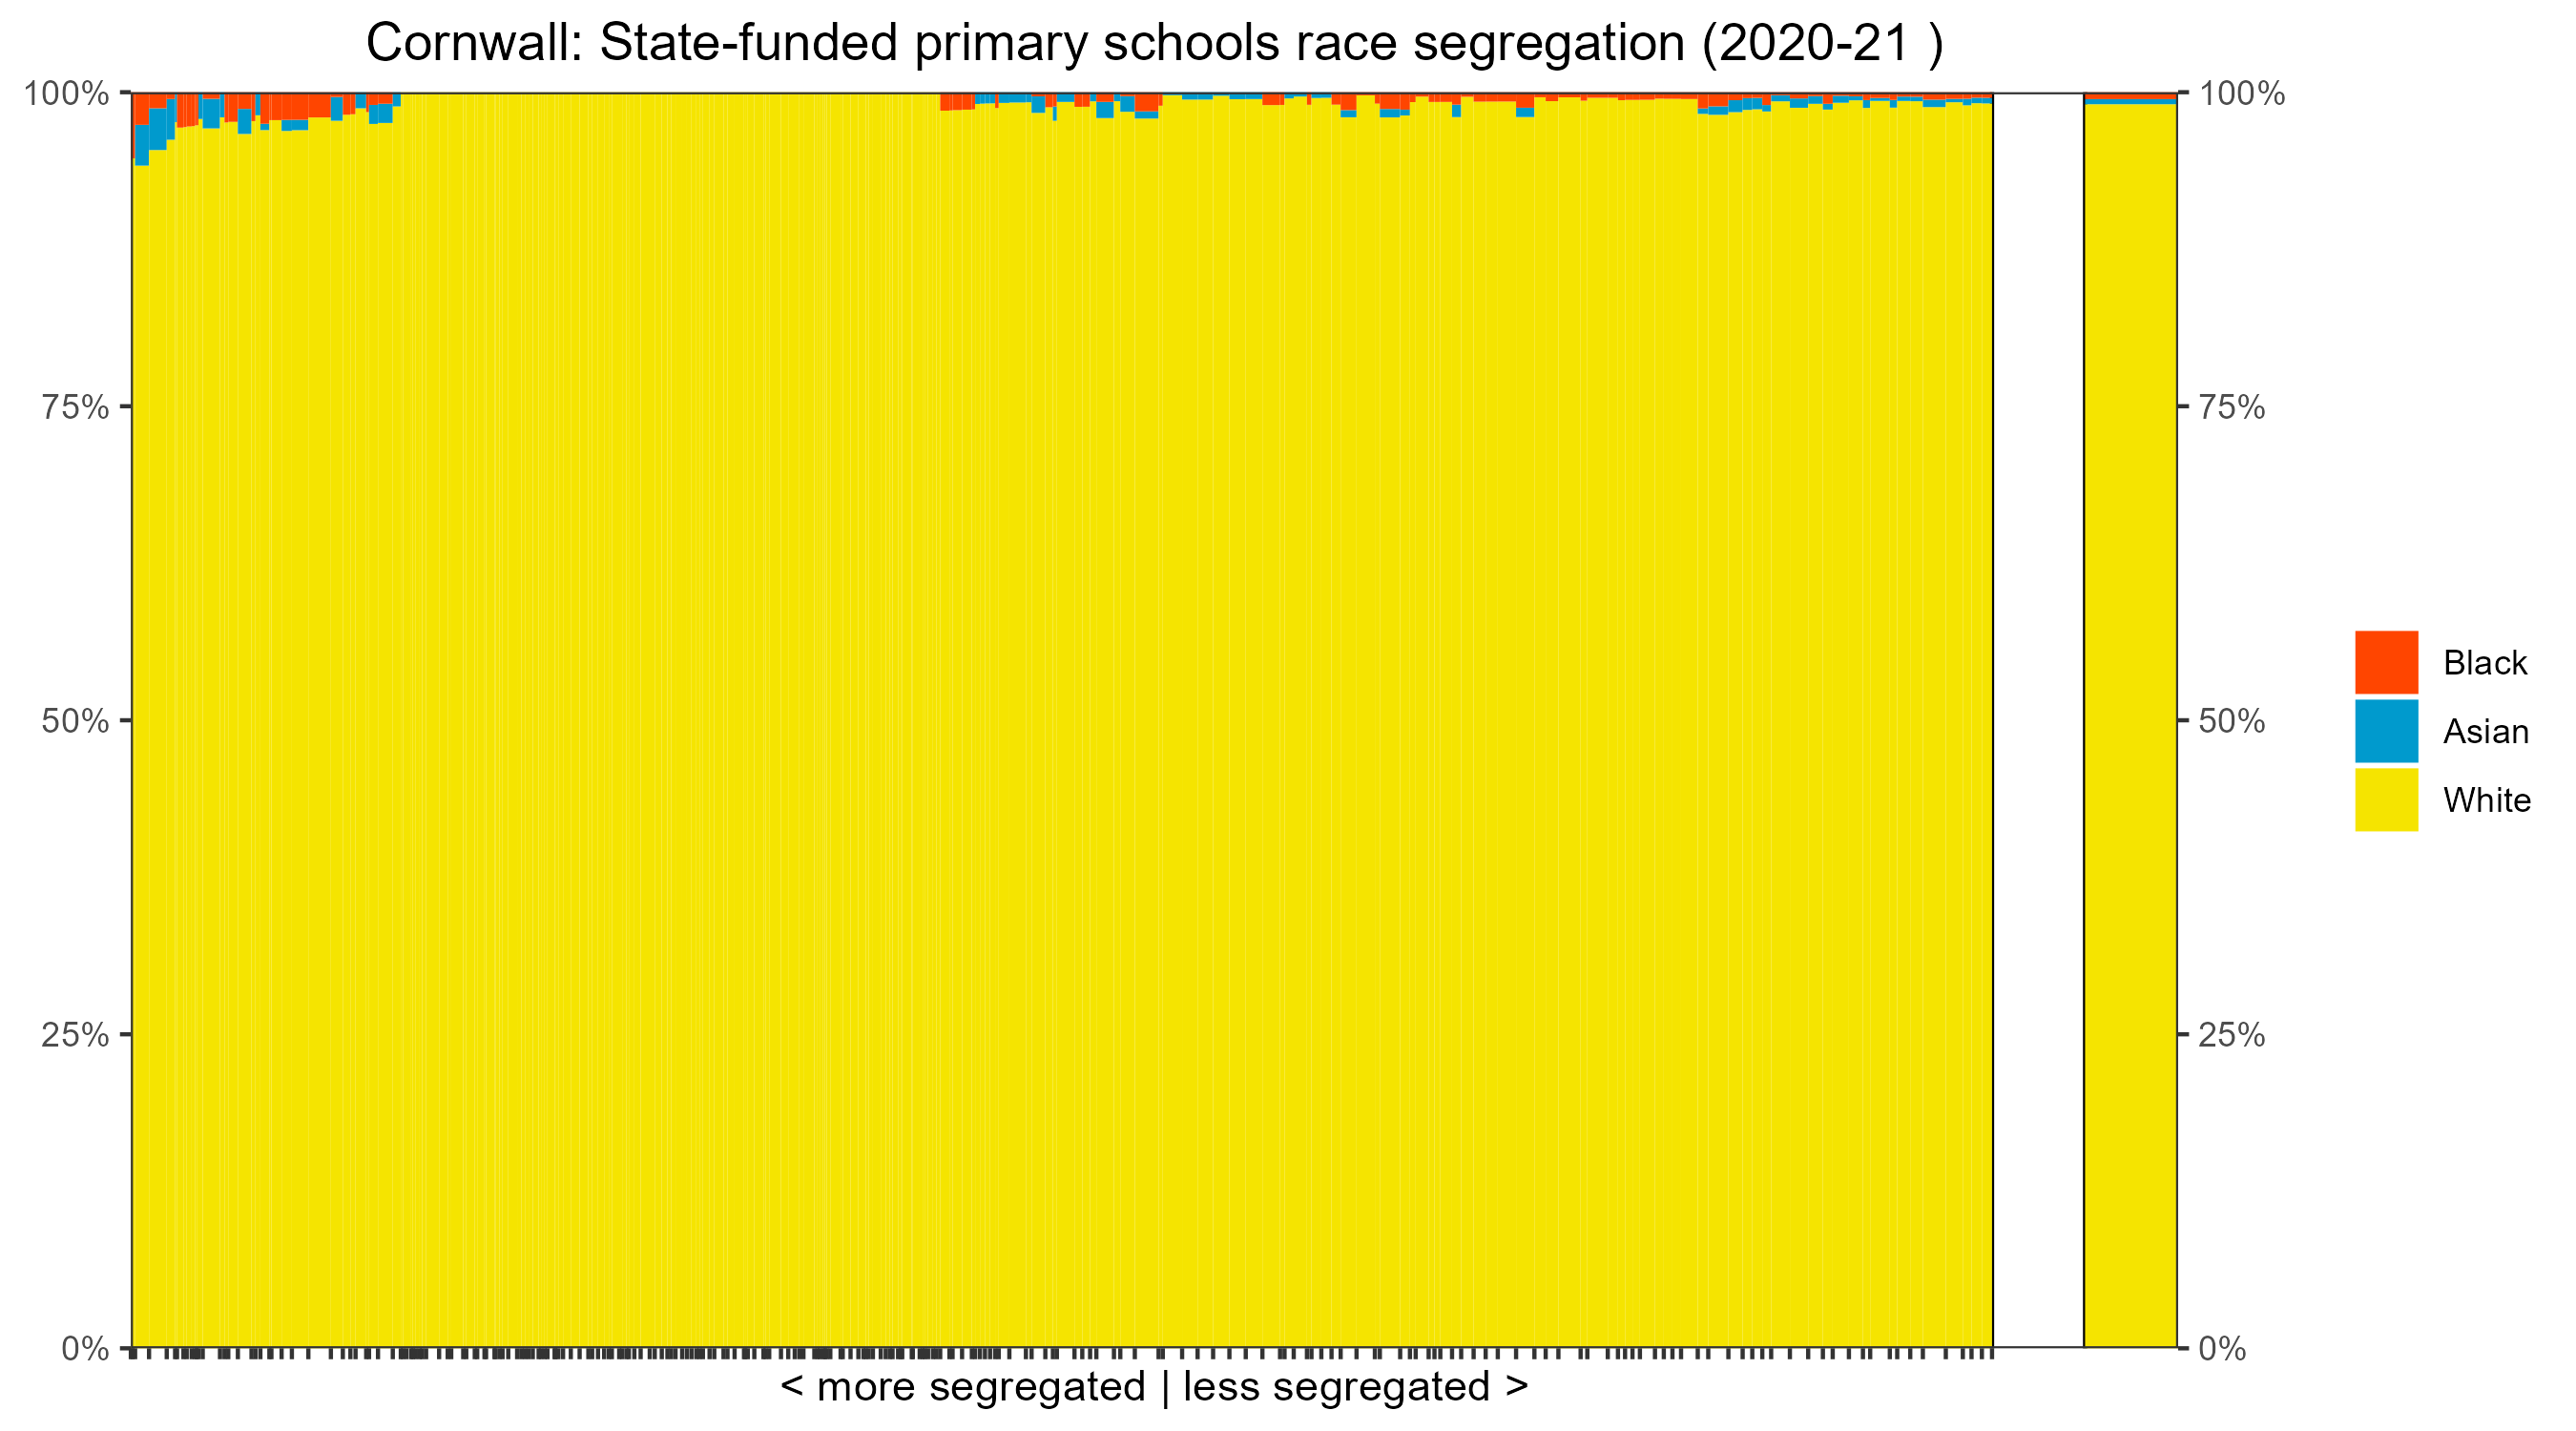 Cornwall: State-funded primary schools race segregation (2020-21 )
100%
75%
50%
25%
0%
100%
75%
50%
25%
0%
Black
Asian
White
< more segregated | less segregated >